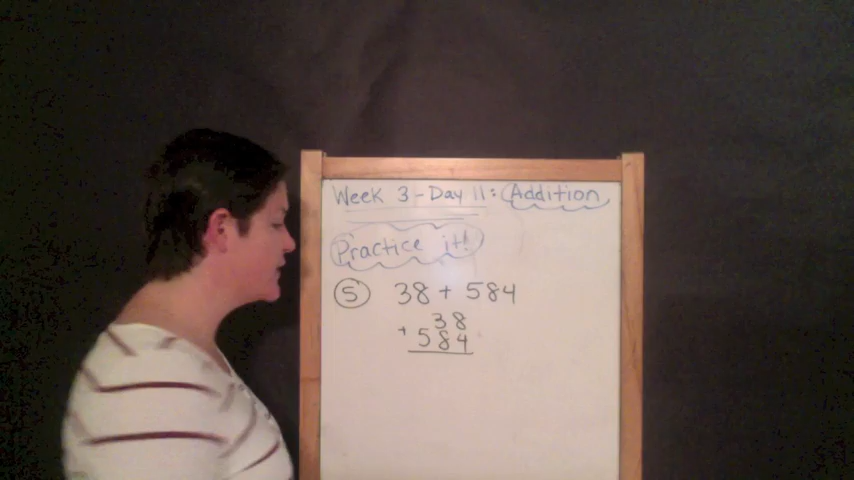 Week 3 - Day 11: Addition
Practice it!
5 38 + 584
38
+ 584